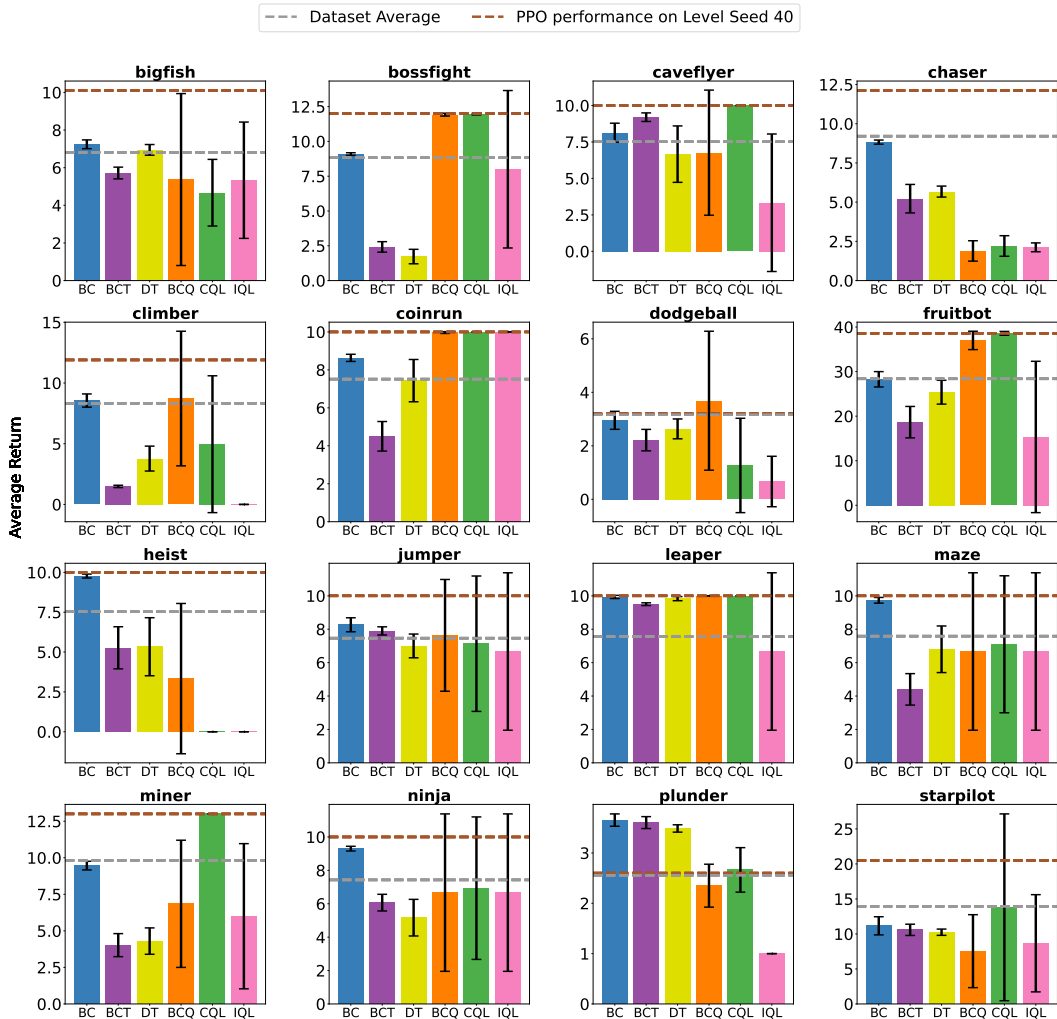 Dataset Average PPO performance on Level Seed 40
bigfish bossfight caveflyer chaser
10 8 6 4 2 0
12.5 10.0 7.5 5.0 2.5 0.0
10.0 7.5 5.0 2.5 0.0
12.5 10.0 7.5 5.0 2.5 0.0
BC BCT DT BCQ CQL IQL BC BCT DT BCQ CQL IQL BC BCT DT BCQ CQL IQL BC BCT DT BCQ CQL IQL
climber coinrun dodgeball fruitbot
15 10 5 0
10 8 6 4 2 0
6 4 2 0
40 30 20 10 0
BC BCT DT BCQ CQL IQL BC BCT DT BCQ CQL IQL BC BCT DT BCQ CQL IQL BC BCT DT BCQ CQL IQL
Average Return
heist jumper leaper maze
10.0 7.5 5.0 2.5 0.0
10 8 6 4 2 0
10 8 6 4 2 0
10 8 6 4 2 0
BC BCT DT BCQ CQL IQL BC BCT DT BCQ CQL IQL BC BCT DT BCQ CQL IQL BC BCT DT BCQ CQL IQL
miner ninja plunder starpilot
12.5 10.0 7.5 5.0 2.5 0.0
10 8 6 4 2 0
3 2 1 0
25 20 15 10 5 0
BC BCT DT BCQ CQL IQL BC BCT DT BCQ CQL IQL BC BCT DT BCQ CQL IQL BC BCT DT BCQ CQL IQL